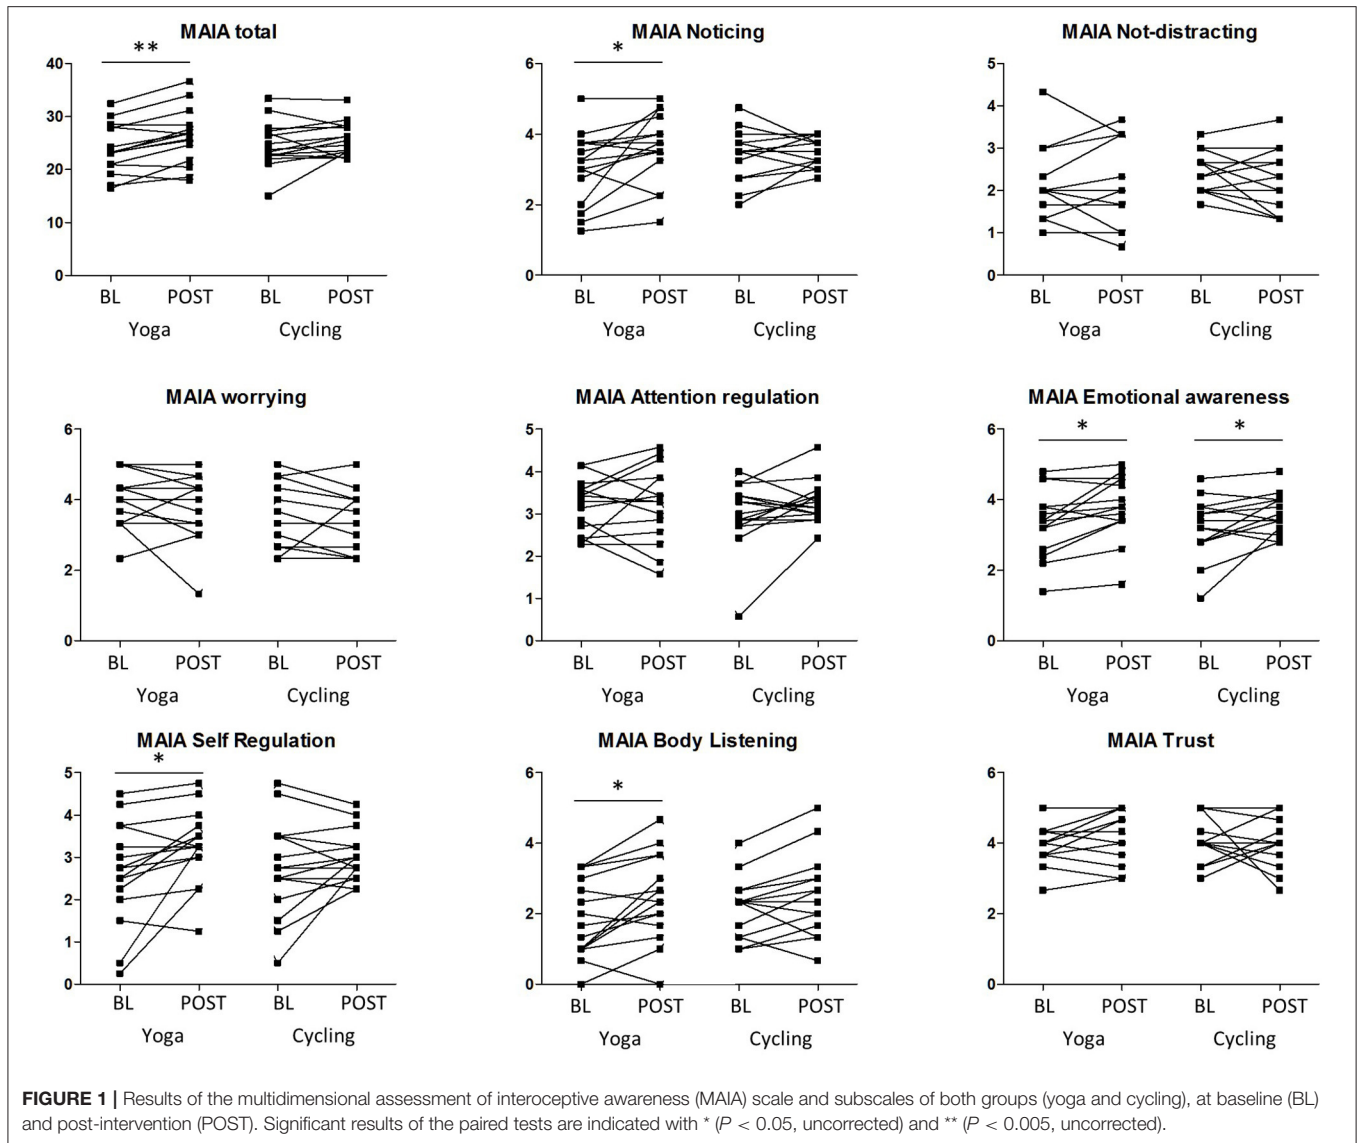 MAIA total
**
40
30
20
10
0
BL POST BL POST
Yoga Cycling
MAIA Noticing
*
6
4
2
0
BL POST BL POST
Yoga Cycling
MAIA Not-distracting
5
4
3
2
1
0
BL POST BL POST
Yoga Cycling
MAIA worrying
6
4
2
0
BL POST BL POST
Yoga Cycling
MAIA Attention regulation
5
4
3
2
1
0
BL POST BL POST
Yoga Cycling
MAIA Emotional awareness
* *
6
4
2
0
BL POST BL POST
Yoga Cycling
MAIA Self Regulation
*
5
4
3
2
1
0
BL POST BL POST
Yoga Cycling
MAIA Body Listening
*
6
4
2
0
BL POST BL POST
Yoga Cycling
MAIA Trust
6
4
2
0
BL POST BL POST
Yoga Cycling
FIGURE 1 | Results of the multidimensional assessment of interoceptive awareness (MAIA) scale and subscales of both groups (yoga and cycling), at baseline (BL)
and post-intervention (POST). Significant results of the paired tests are indicated with * (P < 0.05, uncorrected) and ** (P < 0.005, uncorrected).